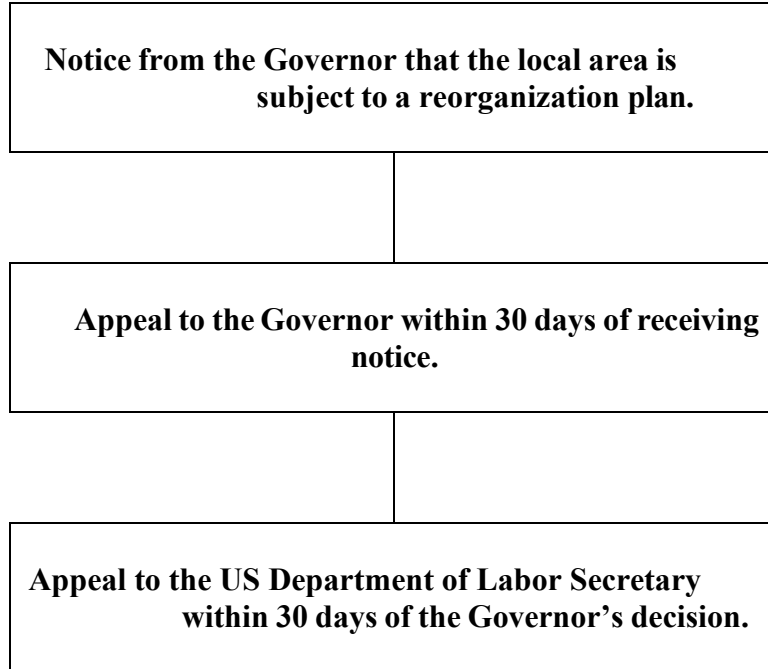 Notice from the Governor that the local area is
subject to a reorganization plan.
Appeal to the Governor within 30 days of receiving
notice.
Appeal to the US Department of Labor Secretary
within 30 days of the Governor’s decision.